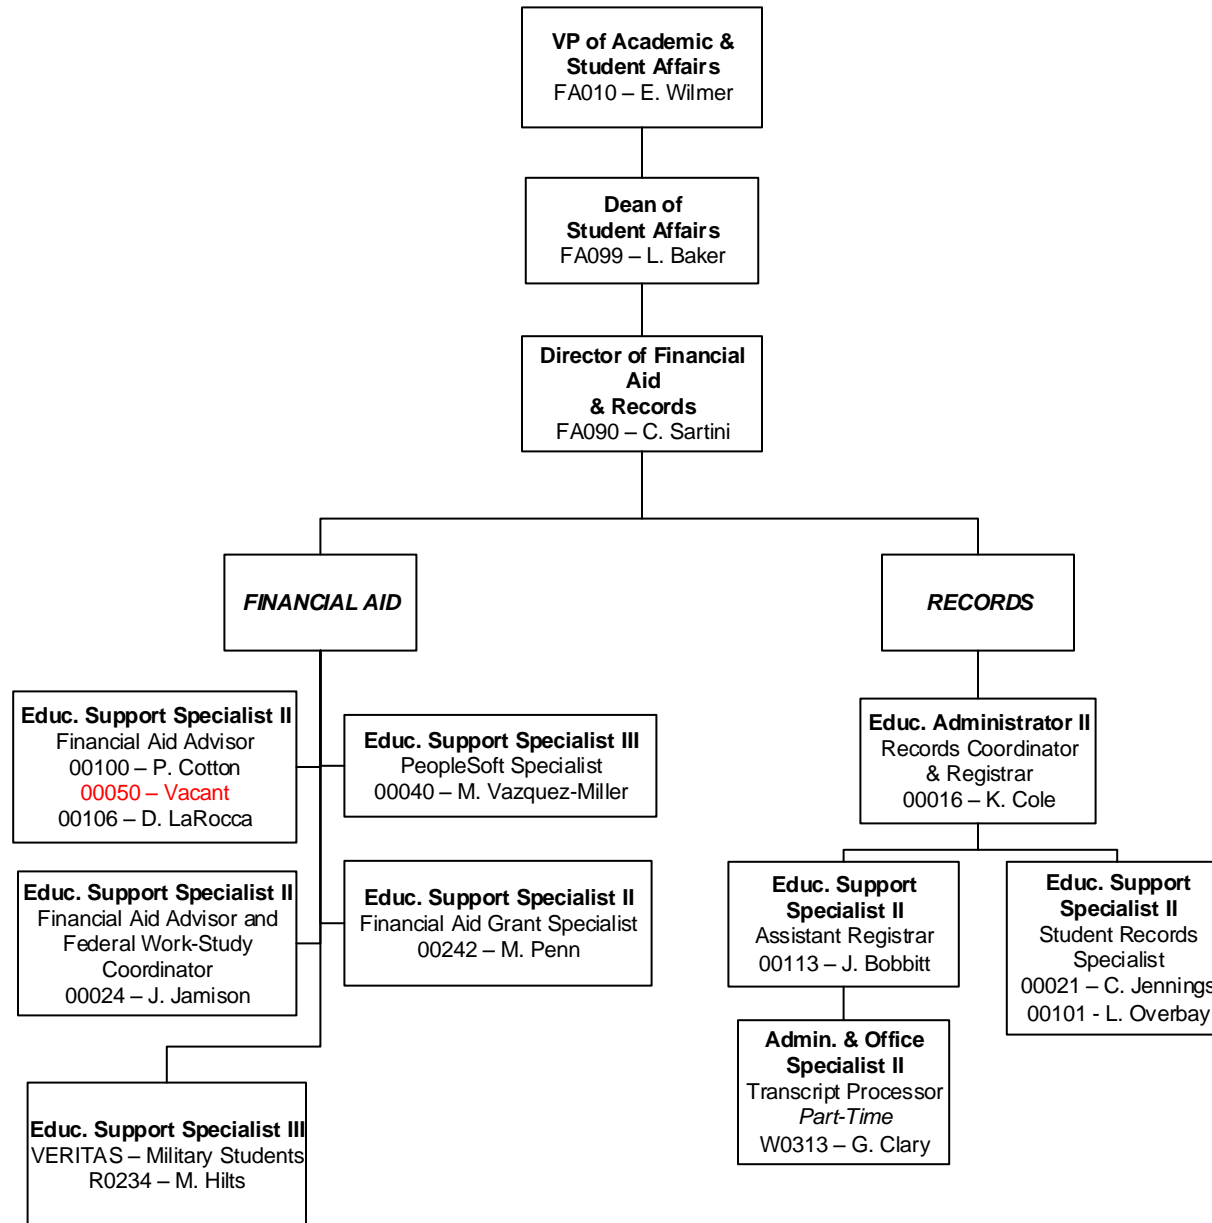 VP of Academic &
Student Affairs
FA010 – E. Wilmer
Dean of
Student Affairs
FA099 – L. Baker
Director of Financial
Aid
& Records
FA090 – C. Sartini
FINANCIAL AID
RECORDS
Educ. Support Specialist II
Financial Aid Advisor
00100 – P. Cotton
00050 – Vacant
00106 – D. LaRocca
Educ. Support Specialist III
PeopleSoft Specialist
00040 – M. Vazquez-Miller
Educ. Administrator II
Records Coordinator
& Registrar
00016 – K. Cole
Educ. Support Specialist II
Financial Aid Advisor and
Federal Work-Study
Coordinator
00024 – J. Jamison
Educ. Support Specialist II
Financial Aid Grant Specialist
00242 – M. Penn
Educ. Support
Specialist II
Assistant Registrar
00113 – J. Bobbitt
Educ. Support
Specialist II
Student Records
Specialist
00021 – C. Jennings
00101 - L. Overbay
Admin. & Office
Specialist II
Transcript Processor
Part-Time
W0313 – G. Clary
Educ. Support Specialist III
VERITAS – Military Students
R0234 – M. Hilts